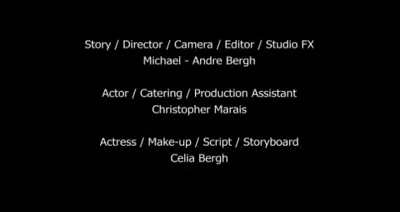 Story / Director / Camera / Editor / Studio FX
Michael - Andre Bergh
Actor / Catering / Production Assistant
Christopher Marais
Actress / Make-up / Script / Storyboard
Celia Bergh